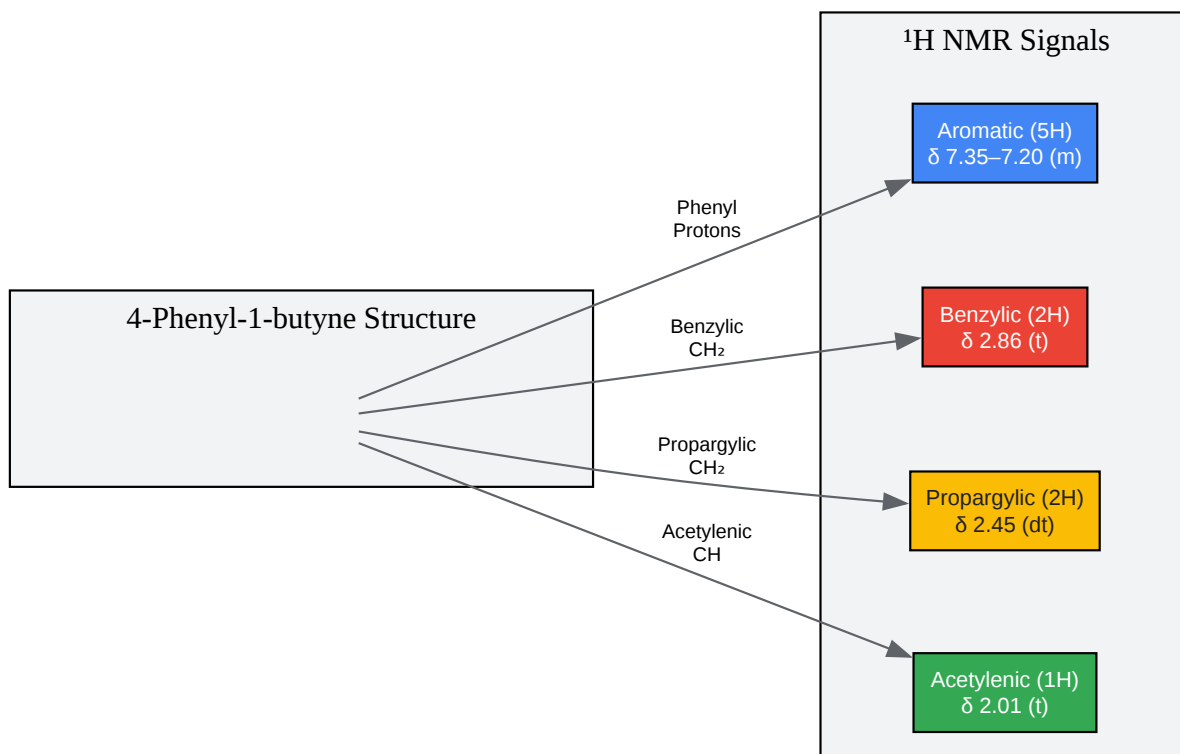 ¹H NMR Signals
Aromatic (5H)
δ 7.35–7.20 (m)
Phenyl
Protons
4-Phenyl-1-butyne Structure
Benzylic (2H)
δ 2.86 (t)
Benzylic
CH₂
Propargylic
CH₂
Propargylic (2H)
δ 2.45 (dt)
Acetylenic
CH
Acetylenic (1H)
δ 2.01 (t)